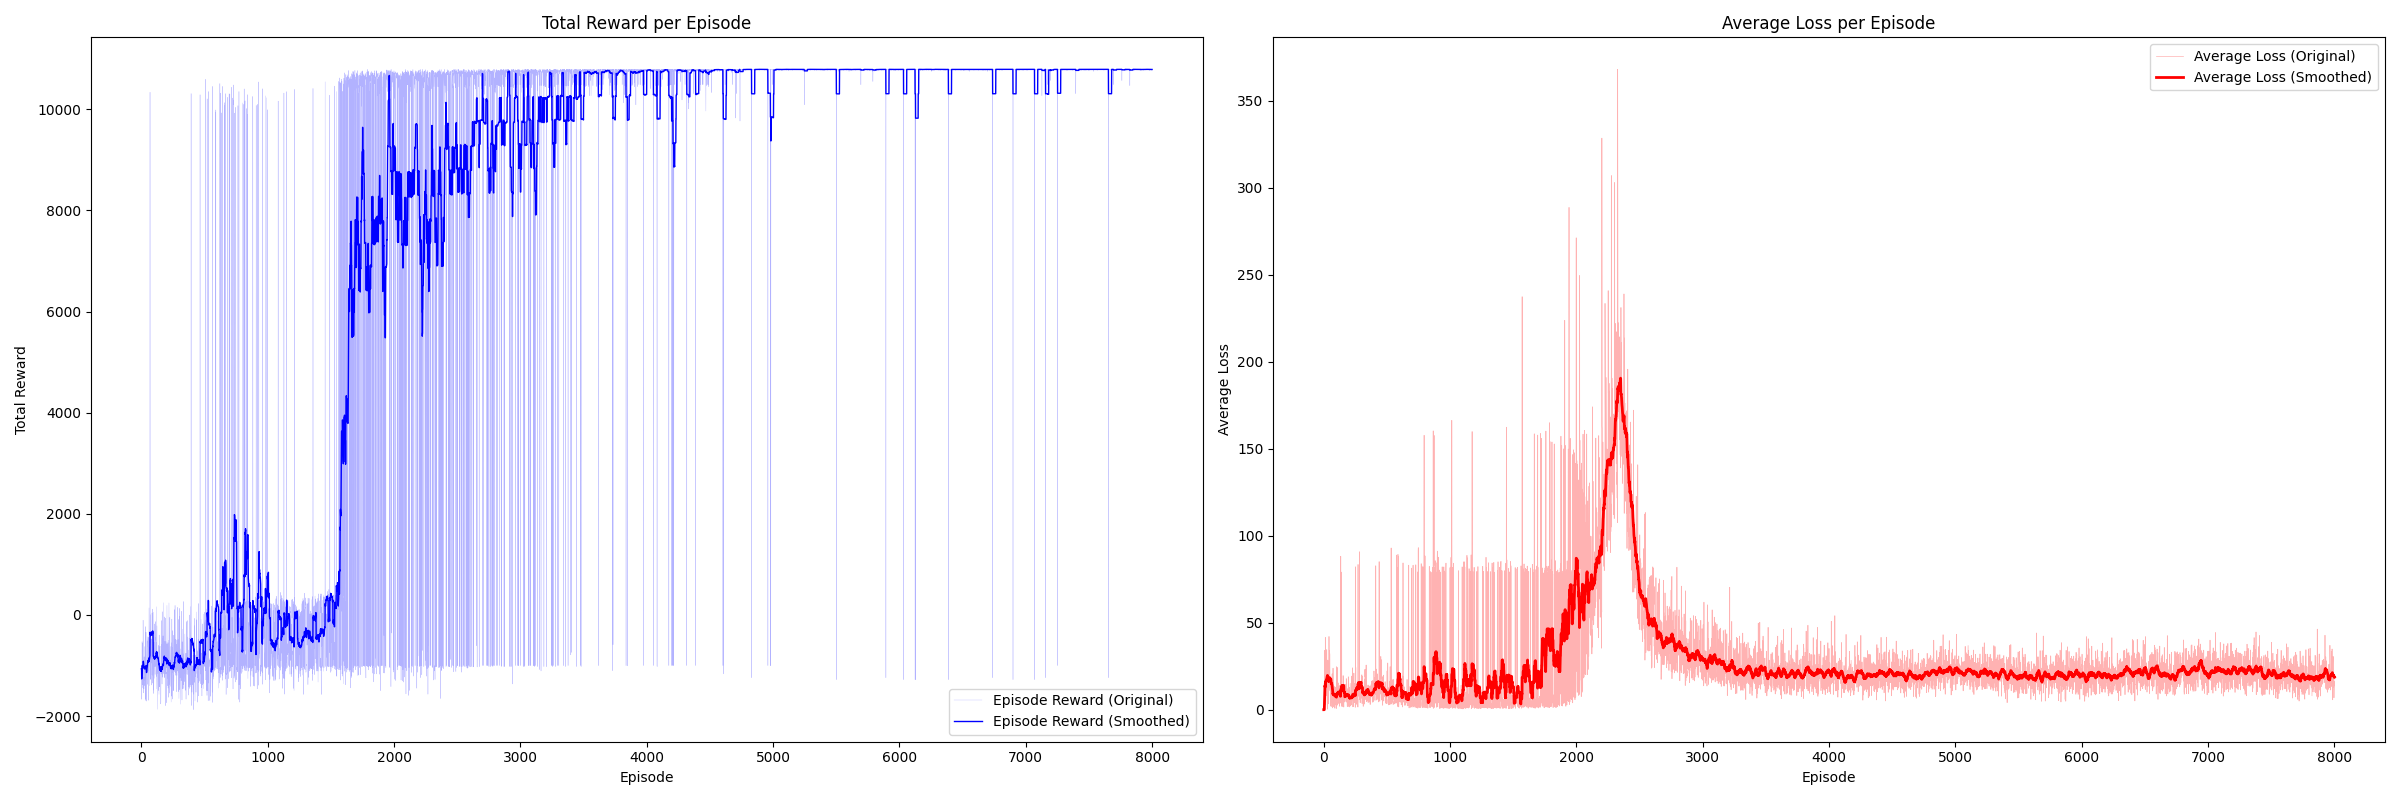 Total Reward per Episode
Total Reward
10000
8000
6000
4000
2000
0
−2000
0 1000 2000 3000 4000 5000 6000 7000 8000
Episode
Episode Reward (Original)
Episode Reward (Smoothed)
Average Loss per Episode
Average Loss
350
300
250
200
150
100
50
0
0 1000 2000 3000 4000 5000 6000 7000 8000
Episode
Average Loss (Original)
Average Loss (Smoothed)